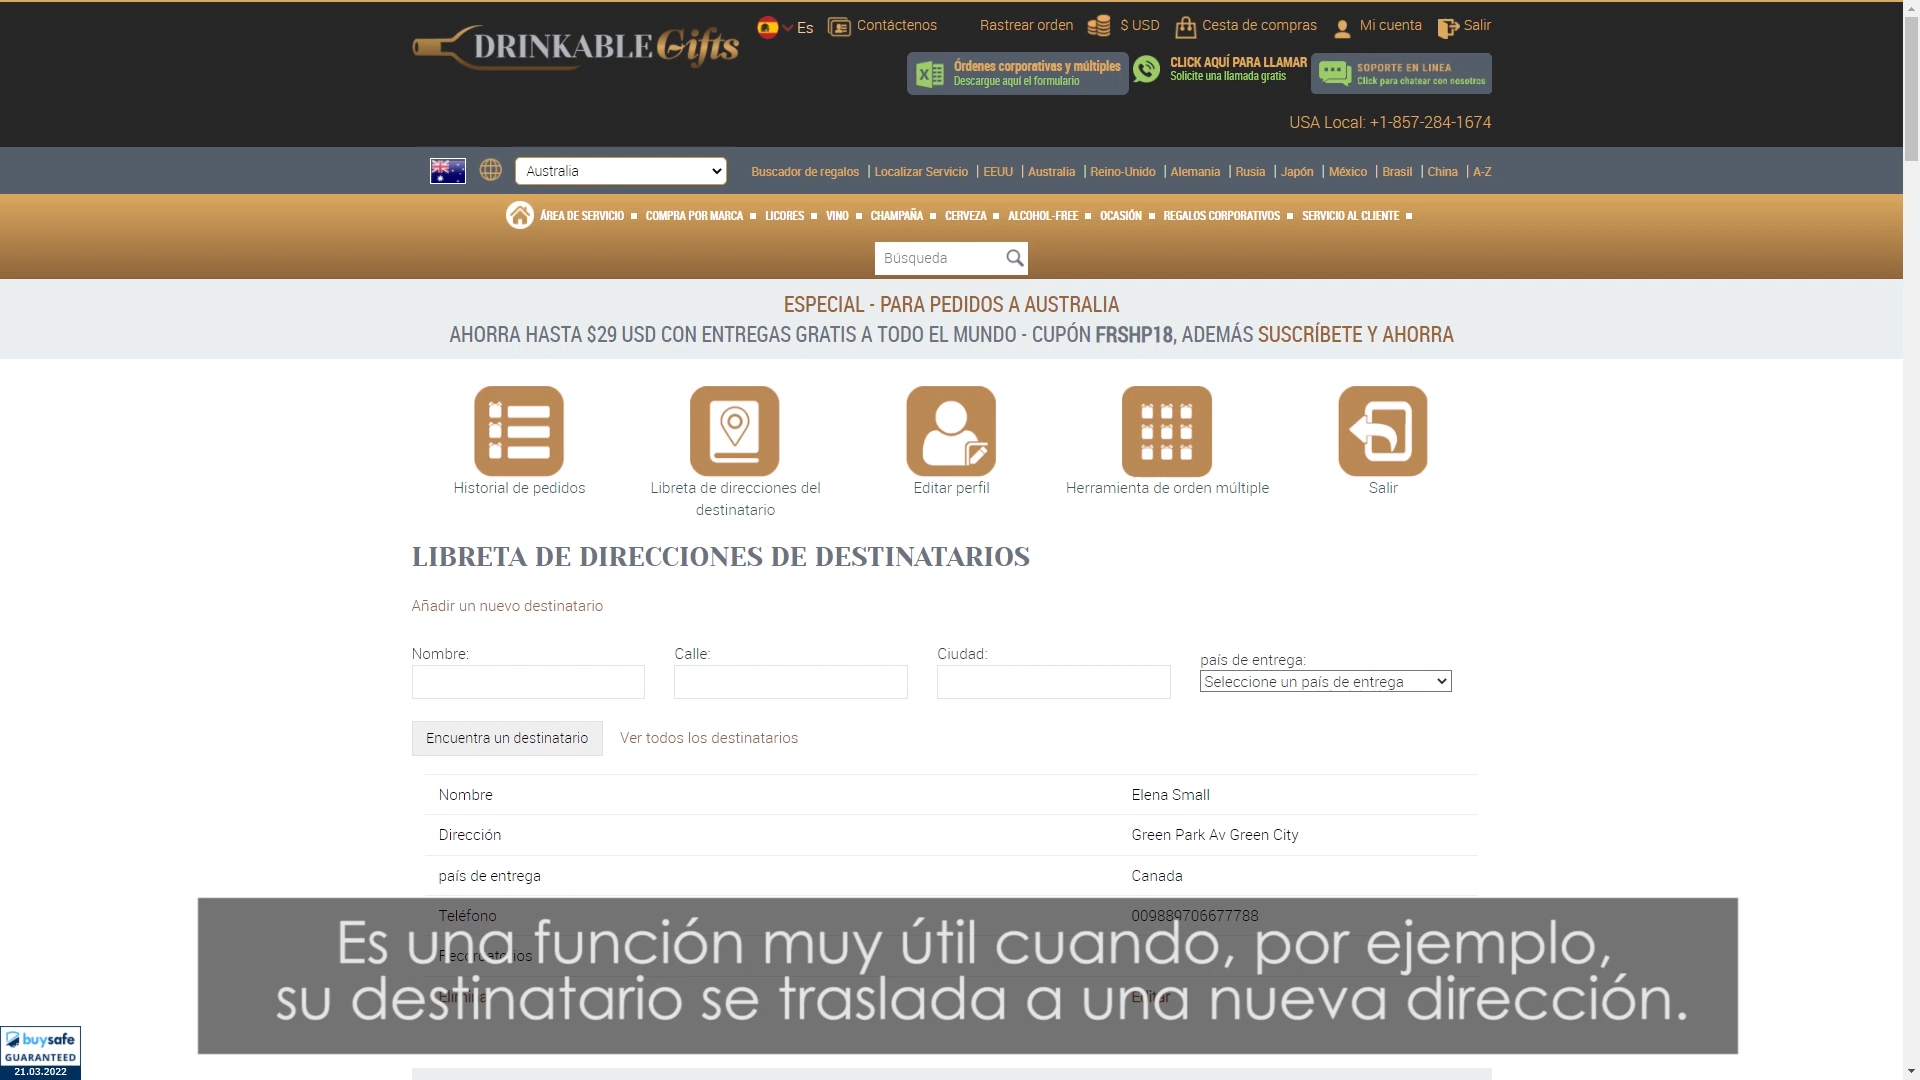 DRINKABLE Gifts
Es
Contáctenos
Rastrear orden
$ USD
Cesta de compras
Mi cuenta
Salir
Órdenes corporativas y múltiples
Descargue aquí el formulario
CLICK AQUÍ PARA LLAMAR
Solicite una llamada gratis
SOPORTE EN LINEA
Click para chatear con nosotros
USA Local: +1-857-284-1674
Australia
Buscador de regalos | Localizar Servicio | EEUU | Australia | Reino-Unido | Alemania | Rusia | Japón | México | Brasil | China | A-Z
ÁREA DE SERVICIO ■ COMPRA POR MARCA ■ LICORES ■ VINO ■ CHAMPAÑA ■ CERVEZA ■ ALCOHOL-FREE ■ OCASIÓN ■ REGALOS CORPORATIVOS ■ SERVICIO AL CLIENTE ■
Búsqueda
ESPECIAL - PARA PEDIDOS A AUSTRALIA
AHORRA HASTA $29 USD CON ENTREGAS GRATIS A TODO EL MUNDO - CUPÓN FRSHP18, ADEMÁS SUSCRÍBETE Y AHORRA
Historial de pedidos
Libreta de direcciones del
destinatario
Editar perfil
Herramienta de orden múltiple
Salir
LIBRETA DE DIRECCIONES DE DESTINATARIOS
Añadir un nuevo destinatario
Nombre:
Calle:
Ciudad:
país de entrega:
Seleccione un país de entrega
Encuentra un destinatario
Ver todos los destinatarios
Nombre Elena Small
Dirección Green Park Av Green City
país de entrega Canada
Teléfono 009889706677788
Recordatorios
Eliminar Editar
Es una función muy útil cuando, por ejemplo,
su destinatario se traslada a una nueva dirección.
buysafe
GUARANTEED
21.03.2022